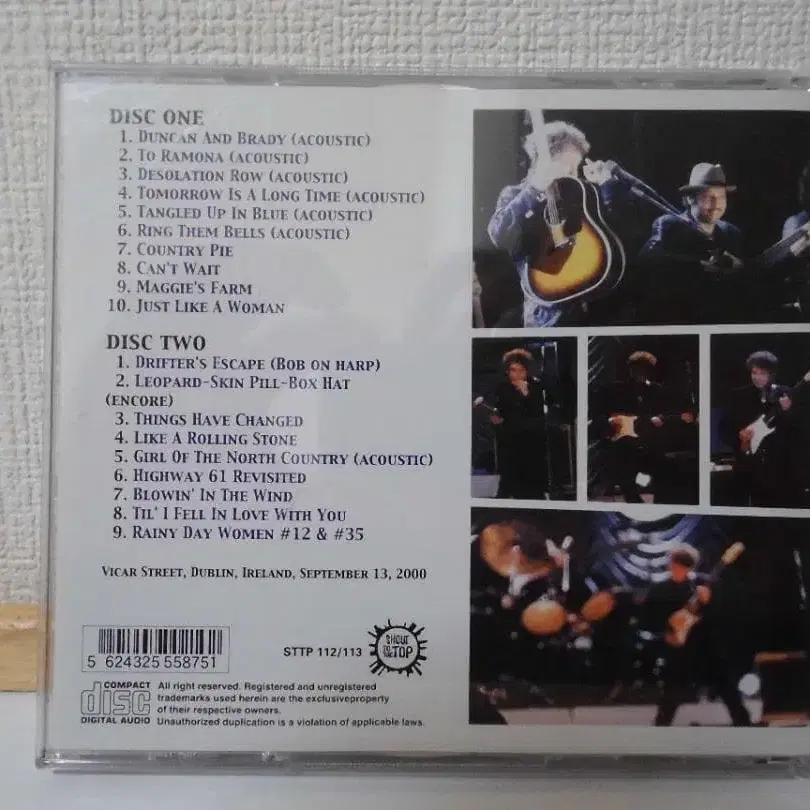 DISC ONE
1. DUNCAN AND BRADY (ACOUSTIC)
2. TO RAMONA (ACOUSTIC)
3. DESOLATION ROW (ACOUSTIC)
4. TOMORROW IS A LONG TIME (ACOUSTIC)
5. TANGLED UP IN BLUE (ACOUSTIC)
6. RING THEM BELLS (ACOUSTIC)
7. COUNTRY PIE
8. CAN'T WAIT
9. MAGGIE'S FARM
10. JUST LIKE A WOMAN
DISC TWO
1. DRIFTER'S ESCAPE (BOB ON HARP)
2. LEOPARD-SKIN PILL-BOX HAT
(ENCORE)
3. THINGS HAVE CHANGED
4. LIKE A ROLLING STONE
5. GIRL OF THE NORTH COUNTRY (ACOUSTIC)
6. HIGHWAY 61 REVISITED
7. BLOWIN' IN THE WIND
8. TIL' I FELL IN LOVE WITH YOU
9. RAINY DAY WOMEN #12 & #35
VICAR STREET, DUBLIN, IRELAND, SEPTEMBER 13, 2000
5 624325 558751
STTP 112/113
SHOUT TO THE TOP
COMPACT disc DIGITAL AUDIO
All right reserved. Registered and unregistered
trademarks used herein are the exclusiveproperty
of their respective owners.
Unauthorized duplication is a violation of applicable laws.